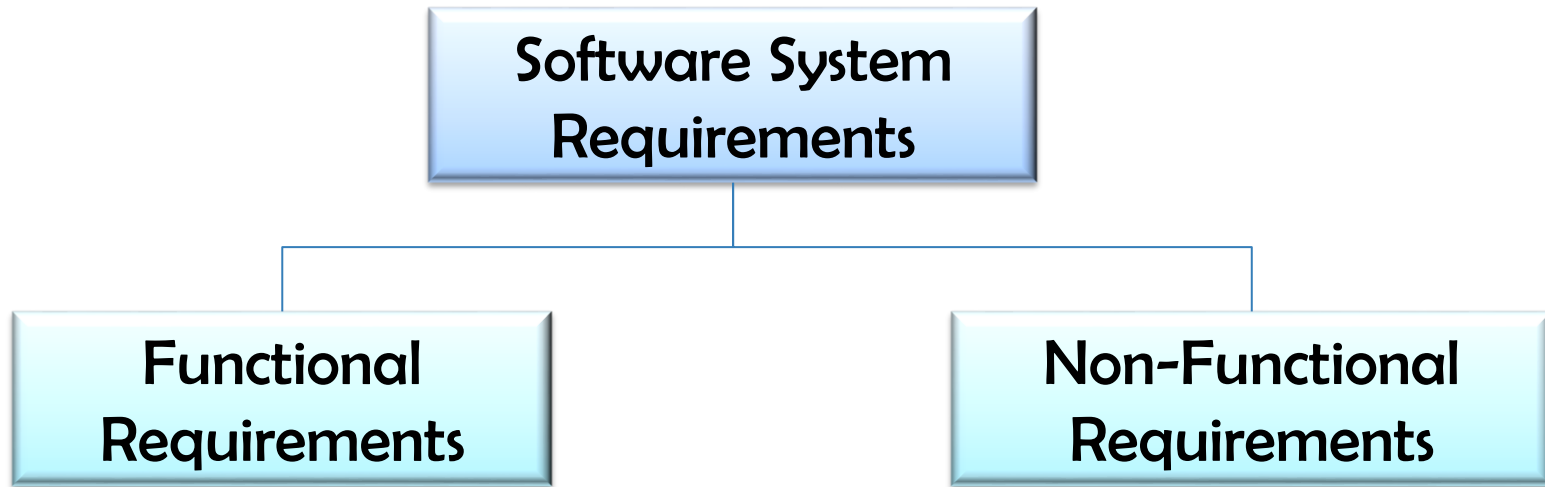 Software System
Requirements
Functional
Requirements
Non-Functional
Requirements